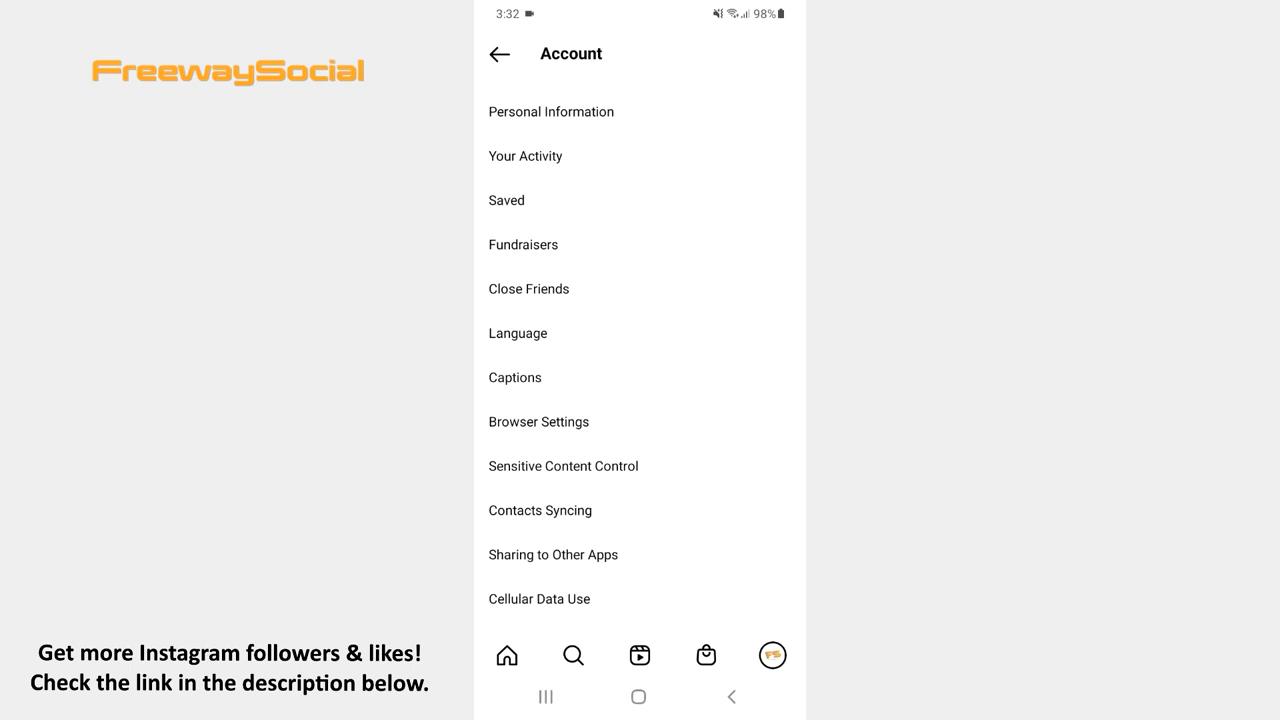 3:32
98%
FreewaySocial
Account
Personal Information
Your Activity
Saved
Fundraisers
Close Friends
Language
Captions
Browser Settings
Sensitive Content Control
Contacts Syncing
Sharing to Other Apps
Cellular Data Use
FS
Get more Instagram followers & likes!
Check the link in the description below.